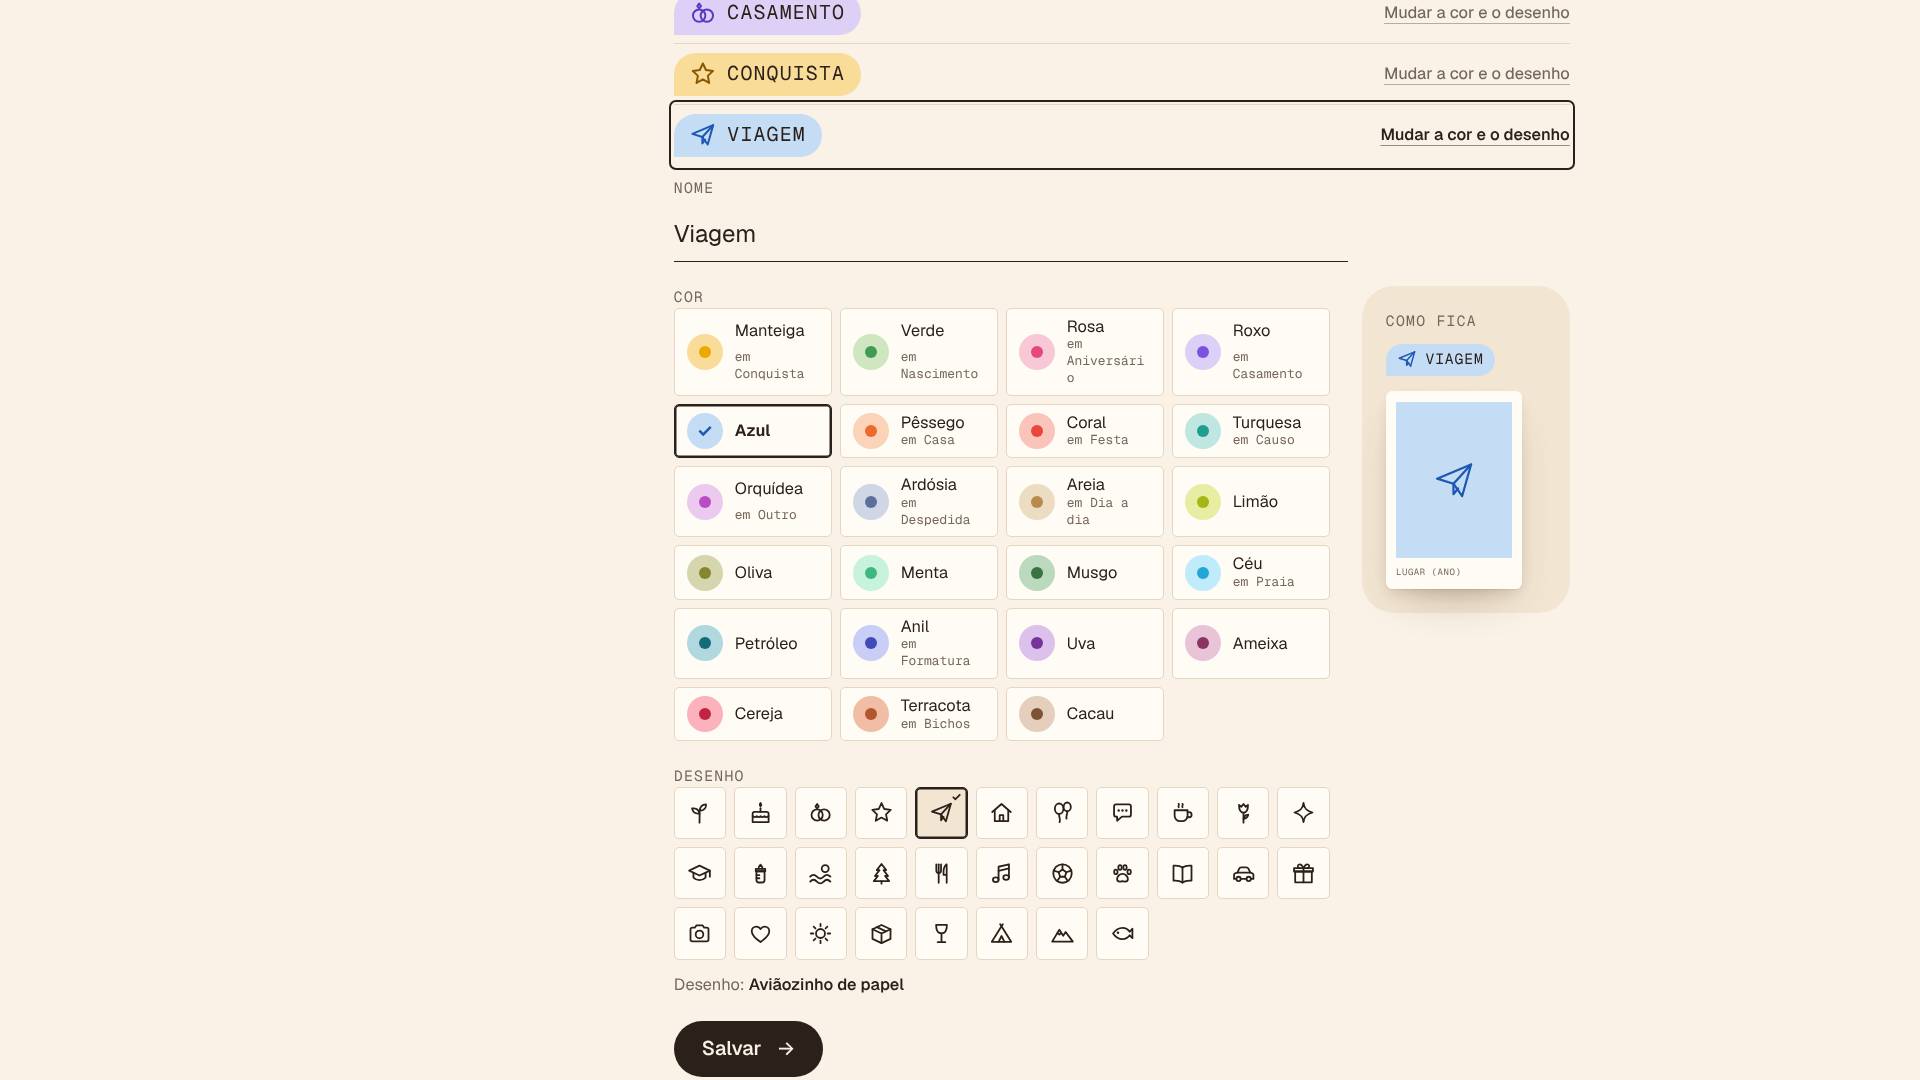 CASAMENTO
Mudar a cor e o desenho
CONQUISTA
Mudar a cor e o desenho
VIAGEM
Mudar a cor e o desenho
NOME
Viagem
COR
Manteiga
em
Conquista
Verde
em
Nascimento
Rosa
em
Aniversári
o
Roxo
em
Casamento
Azul
Pêssego
em Casa
Coral
em Festa
Turquesa
em Causo
Orquídea
em Outro
Ardósia
em
Despedida
Areia
em Dia a
dia
Limão
Oliva
Menta
Musgo
Céu
em Praia
Petróleo
Anil
em
Formatura
Uva
Ameixa
Cereja
Terracota
em Bichos
Cacau
COMO FICA
VIAGEM
LUGAR (ANO)
DESENHO
Desenho: Aviãozinho de papel
Salvar